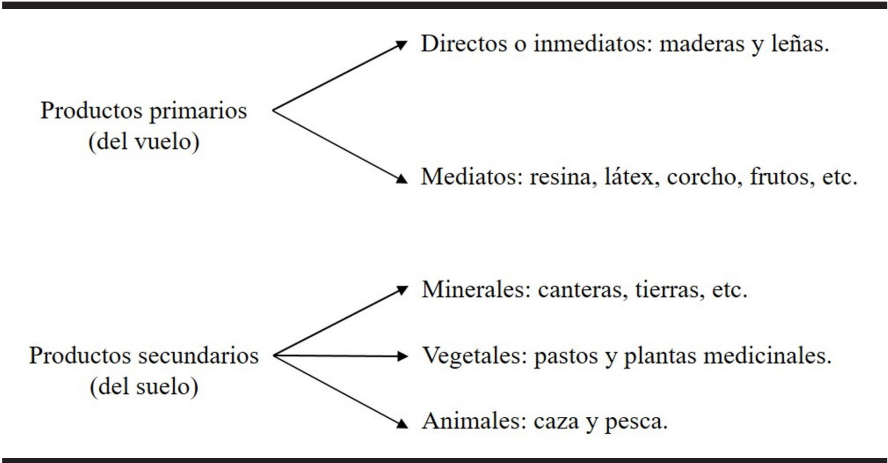 Directos o inmediatos: maderas y leñas.
Productos primarios
(del vuelo)
Mediatos: resina, látex, corcho, frutos, etc.
Minerales: canteras, tierras, etc.
Productos secundarios
(del suelo)
Vegetales: pastos y plantas medicinales.
Animales: caza y pesca.